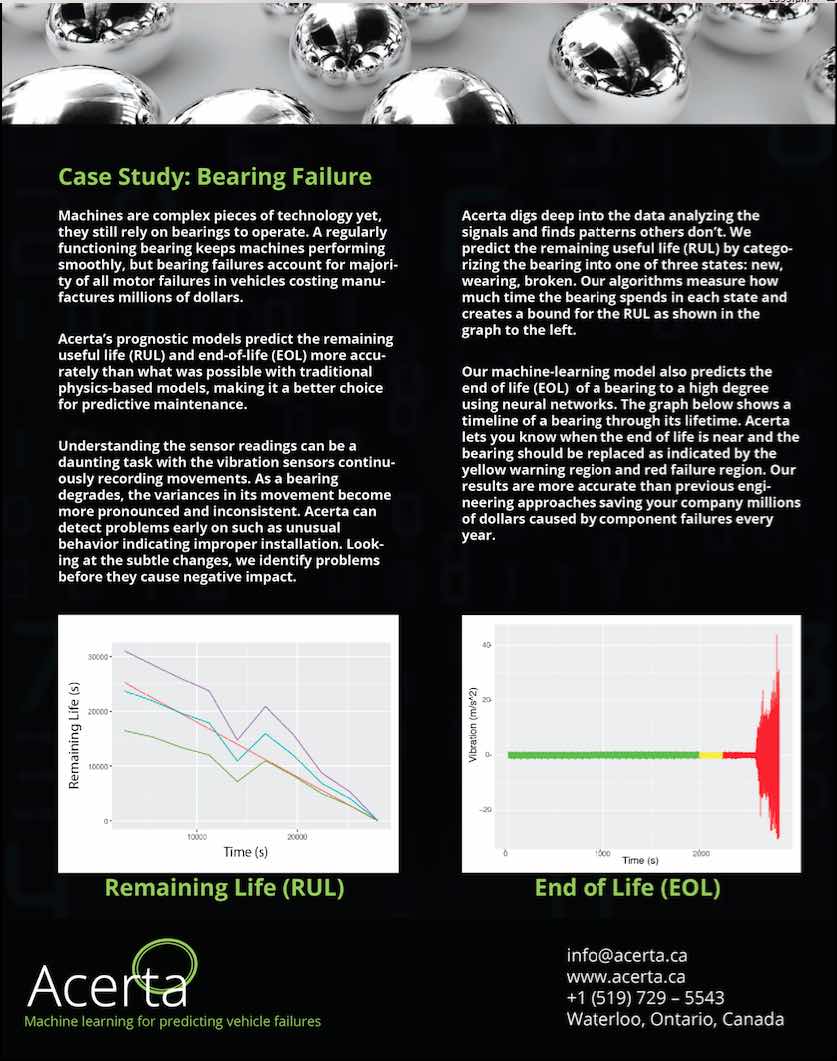 Case Study: Bearing Failure
Machines are complex pieces of technology yet,
they still rely on bearings to operate. A regularly
functioning bearing keeps machines performing
smoothly, but bearing failures account for majori-
ty of all motor failures in vehicles costing manu-
factures millions of dollars.
Acerta's prognostic models predict the remaining
useful life (RUL) and end-of-life (EOL) more accu-
rately than what was possible with traditional
physics-based models, making it a better choice
for predictive maintenance.
Understanding the sensor readings can be a
daunting task with the vibration sensors continu-
ously recording movements. As a bearing
degrades, the variances in its movement become
more pronounced and inconsistent. Acerta can
detect problems early on such as unusual
behavior indicating improper installation. Look-
ing at the subtle changes, we identify problems
before they cause negative impact.
Acerta digs deep into the data analyzing the
signals and finds patterns others don't. We
predict the remaining useful life (RUL) by catego-
rizing the bearing into one of three states: new,
wearing, broken. Our algorithms measure how
much time the bearing spends in each state and
creates a bound for the RUL as shown in the
graph to the left.
Our machine-learning model also predicts the
end of life (EOL)  of a bearing to a high degree
using neural networks. The graph below shows a
timeline of a bearing through its lifetime. Acerta
lets you know when the end of life is near and the
bearing should be replaced as indicated by the
yellow warning region and red failure region. Our
results are more accurate than previous engi-
neering approaches saving your company millions
of dollars caused by component failures every
year.
Remaining Life (s)
30000
20000
10000
0
10000 20000
Time (s)
Remaining Life (RUL)
Vibration (m/s^2)
40
20
0
-20
0 1000 2000
Time (s)
End of Life (EOL)
Acerta
Machine learning for predicting vehicle failures
info@acerta.ca
www.acerta.ca
+1 (519) 729 – 5543
Waterloo, Ontario, Canada